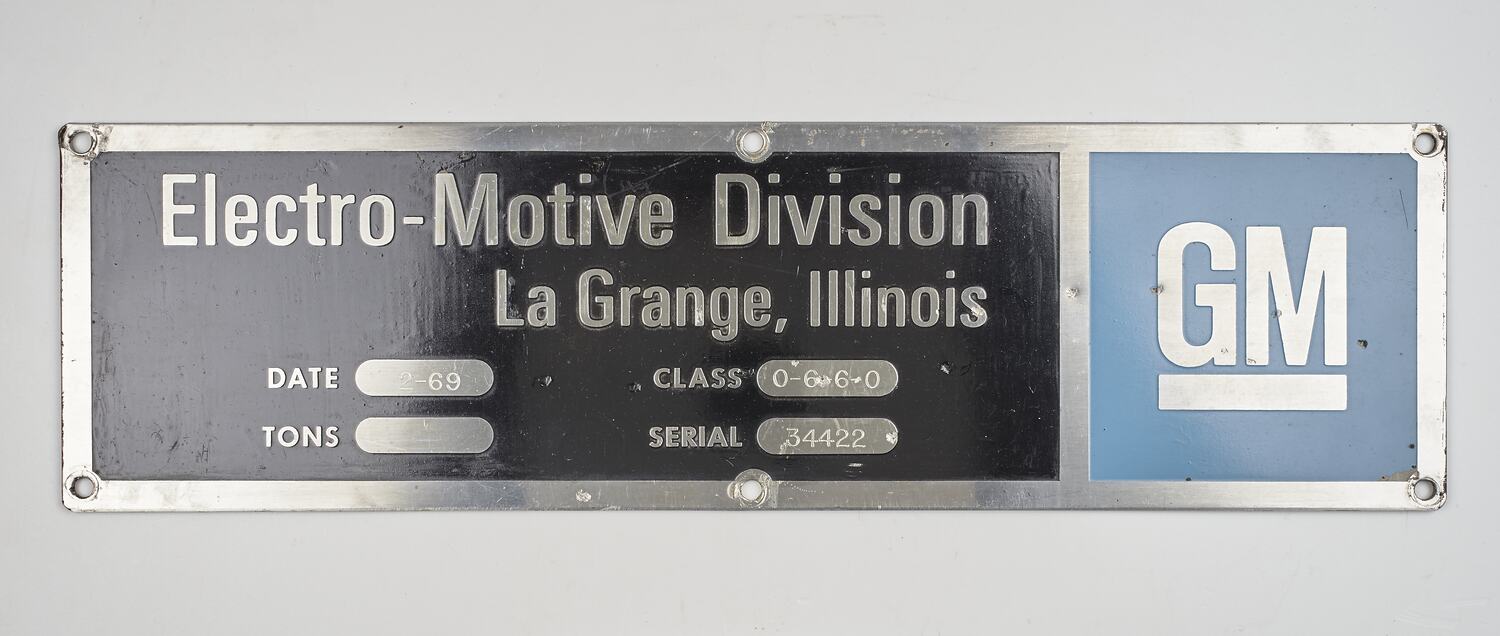 Electro-Motive Division
La Grange, Illinois
DATE 2-69 CLASS 0-6-6-0
TONS SERIAL 34422
GM